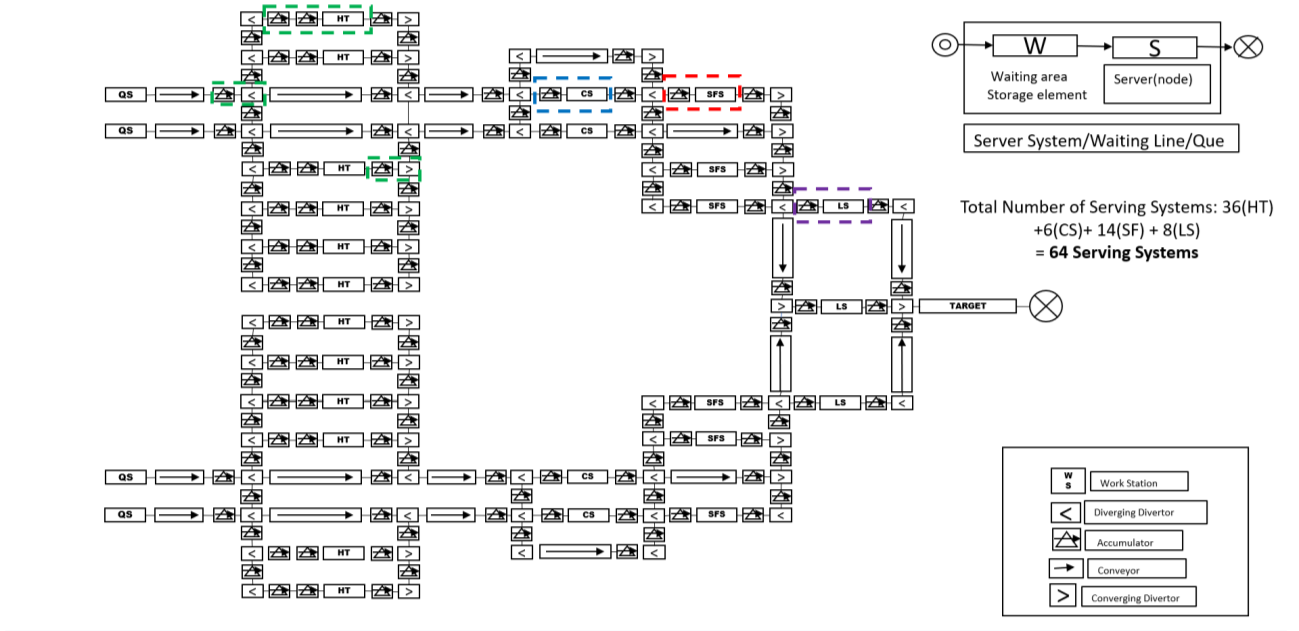 HT
HT
QS CS SFS
QS CS
HT SFS
HT SFS LS
HT
HT
LS TARGET
HT
HT
HT SFS LS
HT SFS
QS CS
QS CS SFS
HT
HT
W S
Waiting area
Storage element
Server(node)
Server System/Waiting Line/Que
Total Number of Serving Systems: 36(HT)
+6(CS)+ 14(SF) + 8(LS)
= 64 Serving Systems
W
S
Work Station
< Diverging Divertor
Accumulator
Conveyor
> Converging Divertor